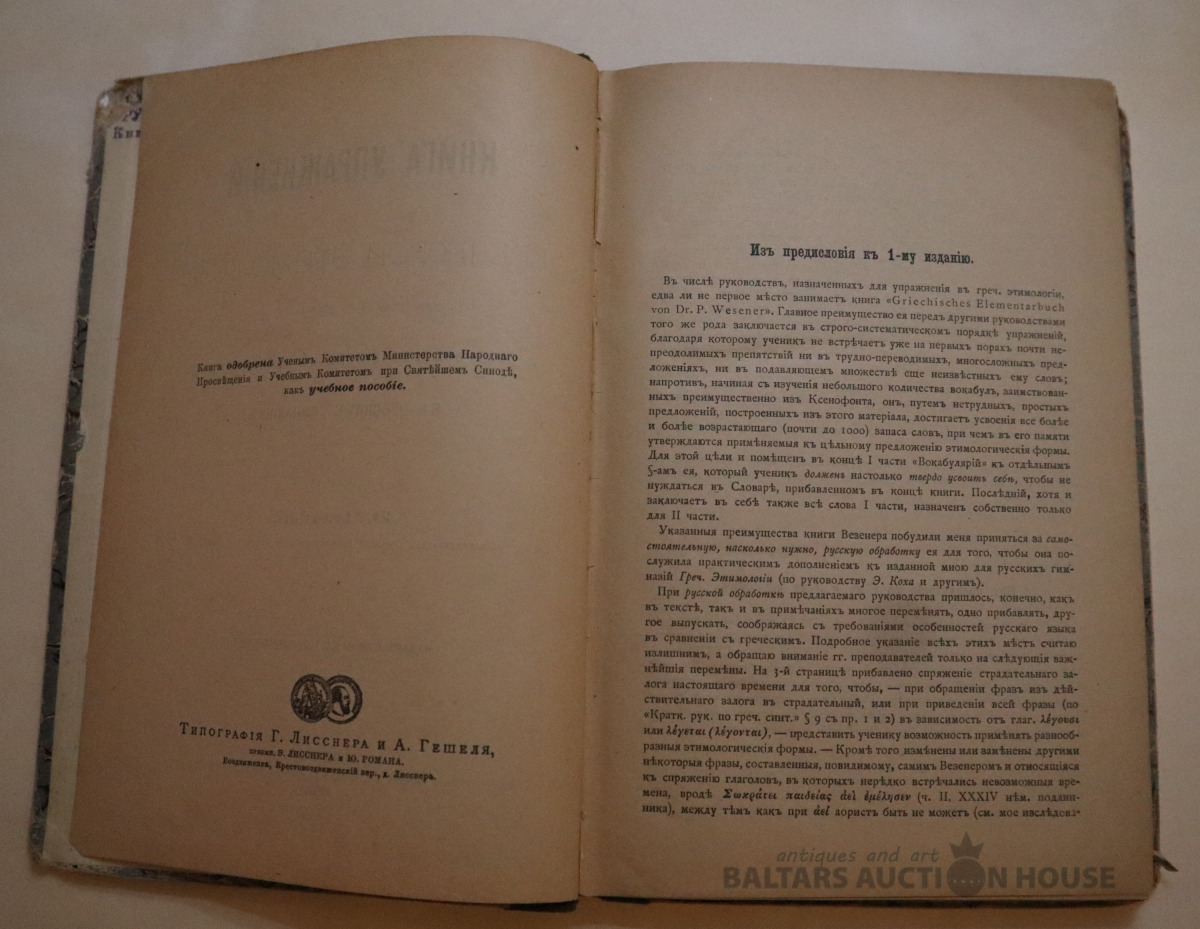 Кни
КНИГА УПРАЖНЕНІЙ
Книга одобрена Ученымъ Комитетомъ Министерства Народнаго
Просвѣщенія и Учебнымъ Комитетомъ при Святѣйшемъ Синодѣ,
какъ учебное пособіе.
Типографія Г. Лисснера и А. Гешеля,
преемн. Э. Лисснера и Ю. Романа.
Воздвиженка, Крестовоздвиженскій пер., д. Лисснера.
Изъ предисловія къ 1-му изданію.
Въ числѣ руководствъ, назначенныхъ для упражненія въ греч. этимологіи,
едва ли не первое мѣсто занимаетъ книга «Griechisches Elementarbuch
von Dr. P. Wesener». Главное преимущество ея передъ другими руководствами
того же рода заключается въ строго-систематическомъ порядкѣ упражненій,
благодаря которому ученикъ не встрѣчаетъ уже на первыхъ порахъ почти не-
преодолимыхъ препятствій ни въ трудно-переводимыхъ, многосложныхъ пред-
ложеніяхъ, ни въ подавляющемъ множествѣ еще неизвѣстныхъ ему словъ;
напротивъ, начиная съ изученія небольшого количества вокабулъ, заимствован-
ныхъ преимущественно изъ Ксенофонта, онъ, путемъ нетрудныхъ, простыхъ
предложеній, построенныхъ изъ этого матеріала, достигаетъ усвоенія все болѣе
и болѣе возрастающаго (почти до 1000) запаса словъ, при чемъ въ его памяти
утверждаются примѣняемыя къ цѣльному предложенію этимологическія формы.
Для этой цѣли и помѣщенъ въ концѣ I части «Вокабулярій» къ отдѣльнымъ
§-амъ ея, который ученикъ долженъ настолько твердо усвоить себѣ, чтобы не
нуждаться въ Словарѣ, прибавленномъ въ концѣ книги. Послѣдній, хотя и
заключаетъ въ себѣ также всѣ слова I части, назначенъ собственно только
для II части.
Указанныя преимущества книги Везенера побудили меня приняться за само-
стоятельную, насколько нужно, русскую обработку ея для того, чтобы она по-
служила практическимъ дополненіемъ къ изданной мною для русскихъ гим-
назій Греч. Этимологіи (по руководству Э. Коха и другимъ).
При русской обработкѣ предлагаемаго руководства пришлось, конечно, какъ
въ текстѣ, такъ и въ примѣчаніяхъ многое перемѣнять, одно прибавлять, дру-
гое выпускать, соображаясь съ требованіями особенностей русскаго языка
въ сравненіи съ греческимъ. Подробное указаніе всѣхъ этихъ мѣстъ считаю
излишнимъ, а обращаю вниманіе гг. преподавателей только на слѣдующія важ-
нѣйшія перемѣны. На 3-й страницѣ прибавлено спряженіе страдательнаго за-
лога настоящаго времени для того, чтобы, — при обращеніи фразъ изъ дѣй-
ствительнаго залога въ страдательный, или при приведеніи всей фразы (по
«Кратк. рук. по греч. синт.» § 9 съ пр. 1 и 2) въ зависимость отъ глаг. λέγουσι
или λέγεται (λέγονται), — представить ученику возможность примѣнять разнооб-
разныя этимологическія формы. — Кромѣ того измѣнены или замѣнены другими
нѣкоторыя фразы, составленныя, повидимому, самимъ Везенеромъ и относящіяся
къ спряженію глаголовъ, въ которыхъ нерѣдко встрѣчались невозможныя вре-
мена, вродѣ Σωκράτει παιδείας ἀεὶ ἐμέλησεν (ч. II, XXXIV нѣм. подлин-
ника), между тѣмъ какъ при ἀεί аористъ быть не можетъ (см. мое изслѣдова-
antiques and art
BALTARS AUCTION HOUSE